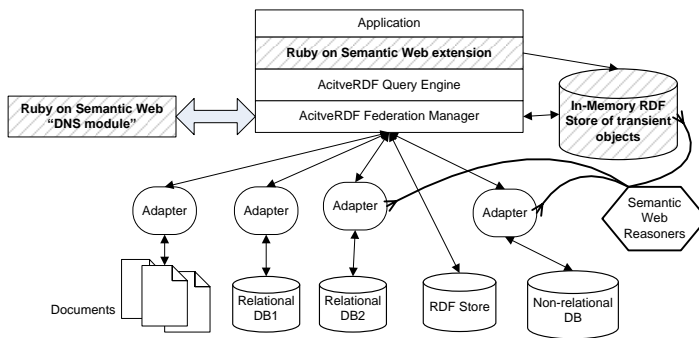 Application
Ruby on Semantic Web extension
AcitveRDF Query Engine
AcitveRDF Federation Manager
Ruby on Semantic Web
“DNS module”
In-Memory RDF
Store of transient
objects
Adapter
Adapter
Adapter
Adapter
Semantic
Web
Reasoners
Documents
Relational
DB1
Relational
DB2
RDF Store
Non-relational
DB